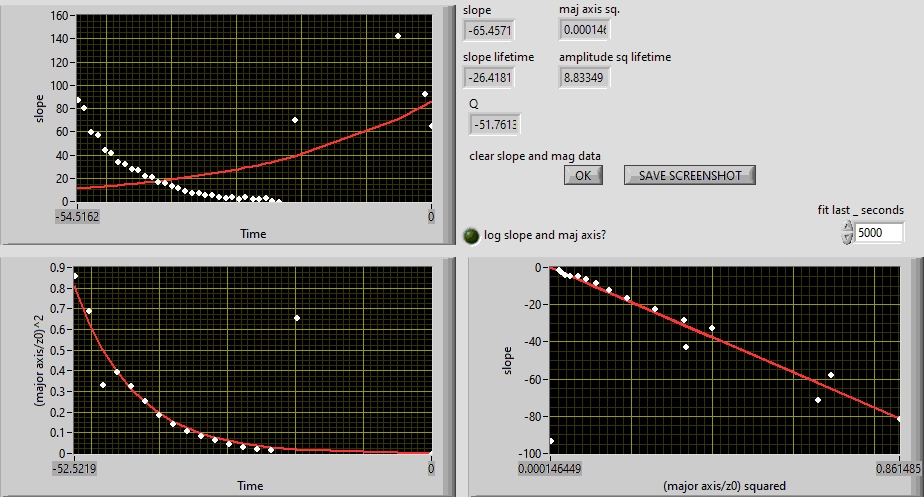 slope
-65.4571
maj axis sq.
0.000146
slope lifetime
-26.4181
amplitude sq lifetime
8.83349
Q
-51.7613
clear slope and mag data
OK
SAVE SCREENSHOT
log slope and maj axis?
fit last _ seconds
5000
160
140
120
100
80
60
40
20
0
slope
-54.5162
0
Time
0.9
0.8
0.7
0.6
0.5
0.4
0.3
0.2
0.1
0
(major axis/z0)^2
-52.5219
0
Time
0
-20
-40
-60
-80
-100
slope
0.000146449
0.861485
(major axis/z0) squared